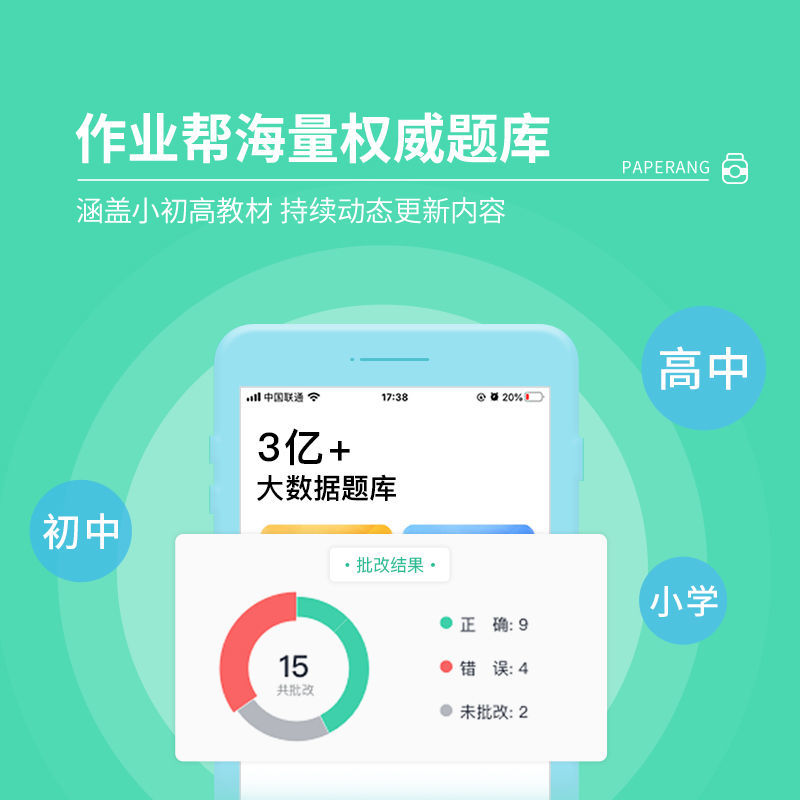 作业帮海量权威题库
PAPERANG
涵盖小初高教材 持续动态更新内容
高中
中国联通 17:38 20%
3亿+
大数据题库
初中
批改结果
小学
正 确: 9
15
共批改
错 误: 4
未批改: 2